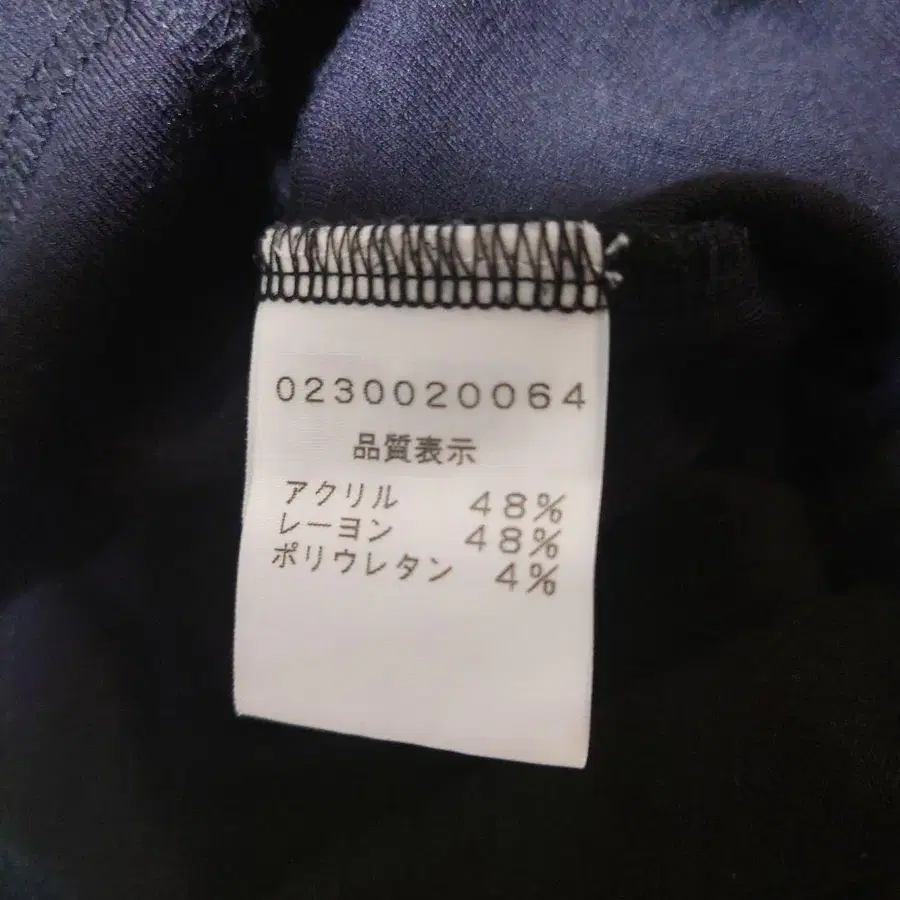 0230020064
品質表示
アクリル 48%
レーヨン 48%
ポリウレタン 4%